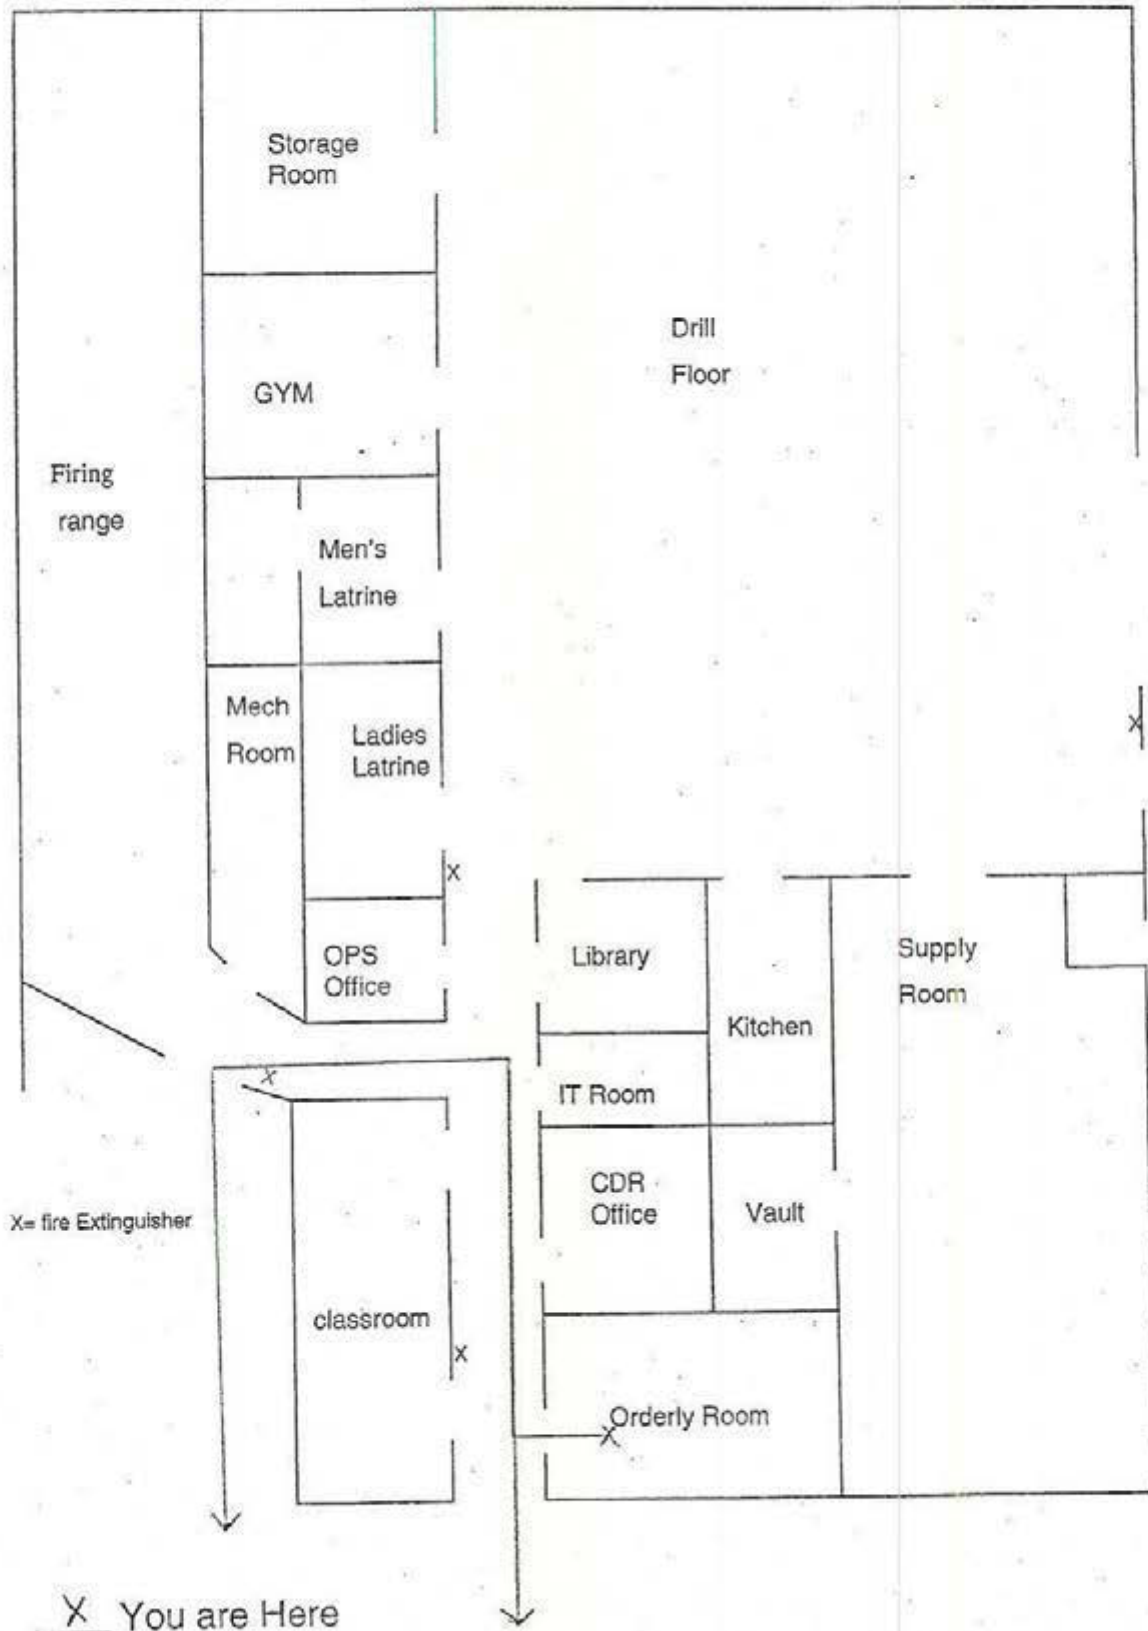 Storage
Room
GYM
Drill
Floor
Firing
range
Men's
Latrine
Mech
Room
Ladies
Latrine
X
X
OPS
Office
Library
Supply
Room
Kitchen
X
IT Room
CDR
Office
Vault
X= fire Extinguisher
classroom
X
Orderly Room
X
X You are Here